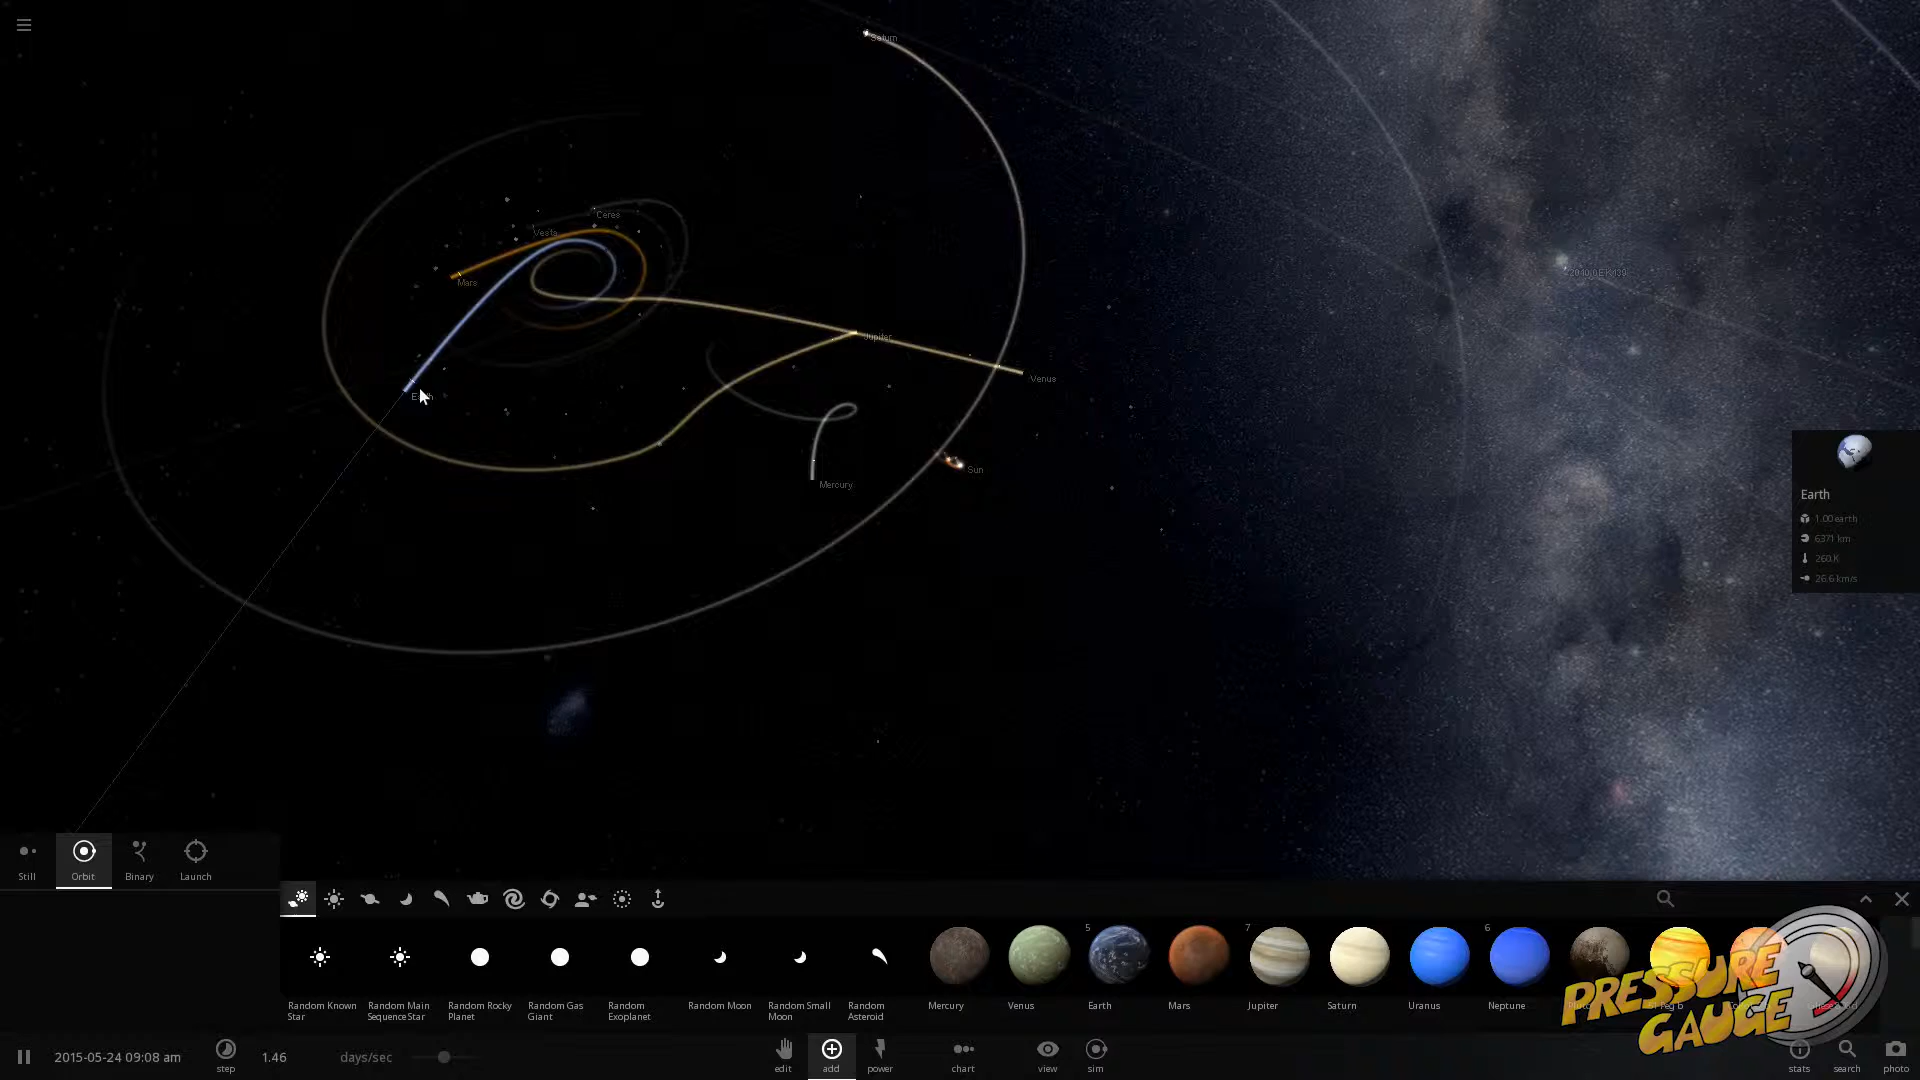 Saturn
Ceres
Vesta
Mars
Jupiter
Venus
Earth
Sun
Mercury
Earth
1.00 earth
6371 km
260 K
26.6 km/s
Still
Orbit
Binary
Launch
5
7
6
Random Known Star
Random Main Sequence Star
Random Rocky Planet
Random Gas Giant
Random Exoplanet
Random Moon
Random Small Moon
Random Asteroid
Mercury
Venus
Earth
Mars
Jupiter
Saturn
Uranus
Neptune
PRESSURE
GAUGE
2015-05-24 09:08 am
step
1.46
days/sec
edit
add
power
chart
view
sim
stats
search
photo